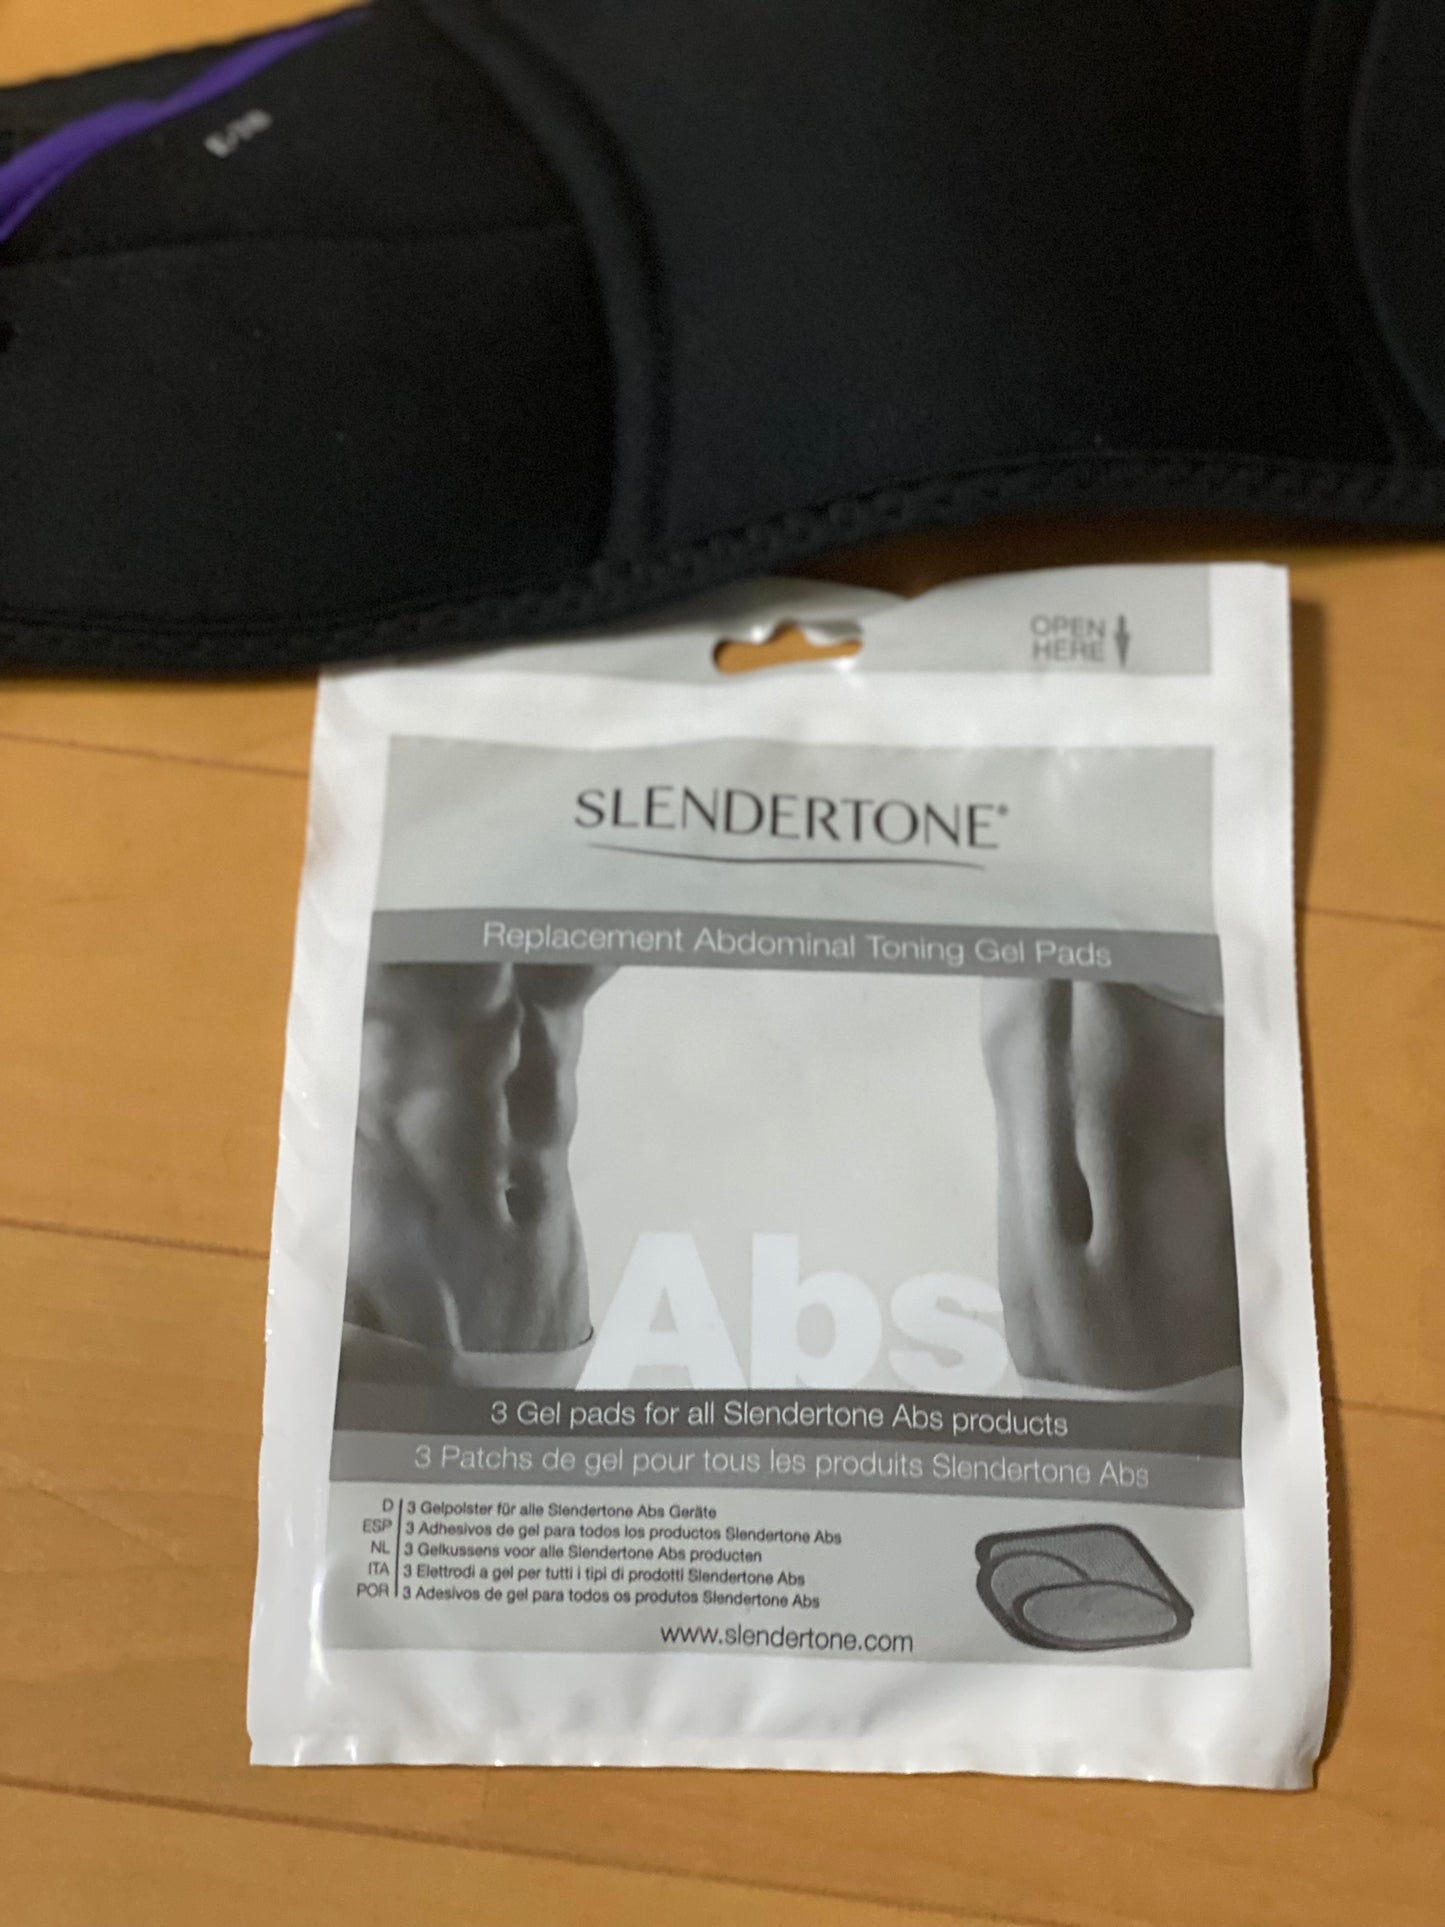 OPEN
HERE
SLENDERTONE®
Replacement Abdominal Toning Gel Pads
Abs
3 Gel pads for all Slendertone Abs products
3 Patchs de gel pour tous les produits Slendertone Abs
D 3 Gelpolster für alle Slendertone Abs Geräte
ESP 3 Adhesivos de gel para todos los productos Slendertone Abs
NL 3 Gelkussens voor alle Slendertone Abs producten
ITA 3 Elettrodi a gel per tutti i tipi di prodotti Slendertone Abs
POR 3 Adesivos de gel para todos os produtos Slendertone Abs
www.slendertone.com